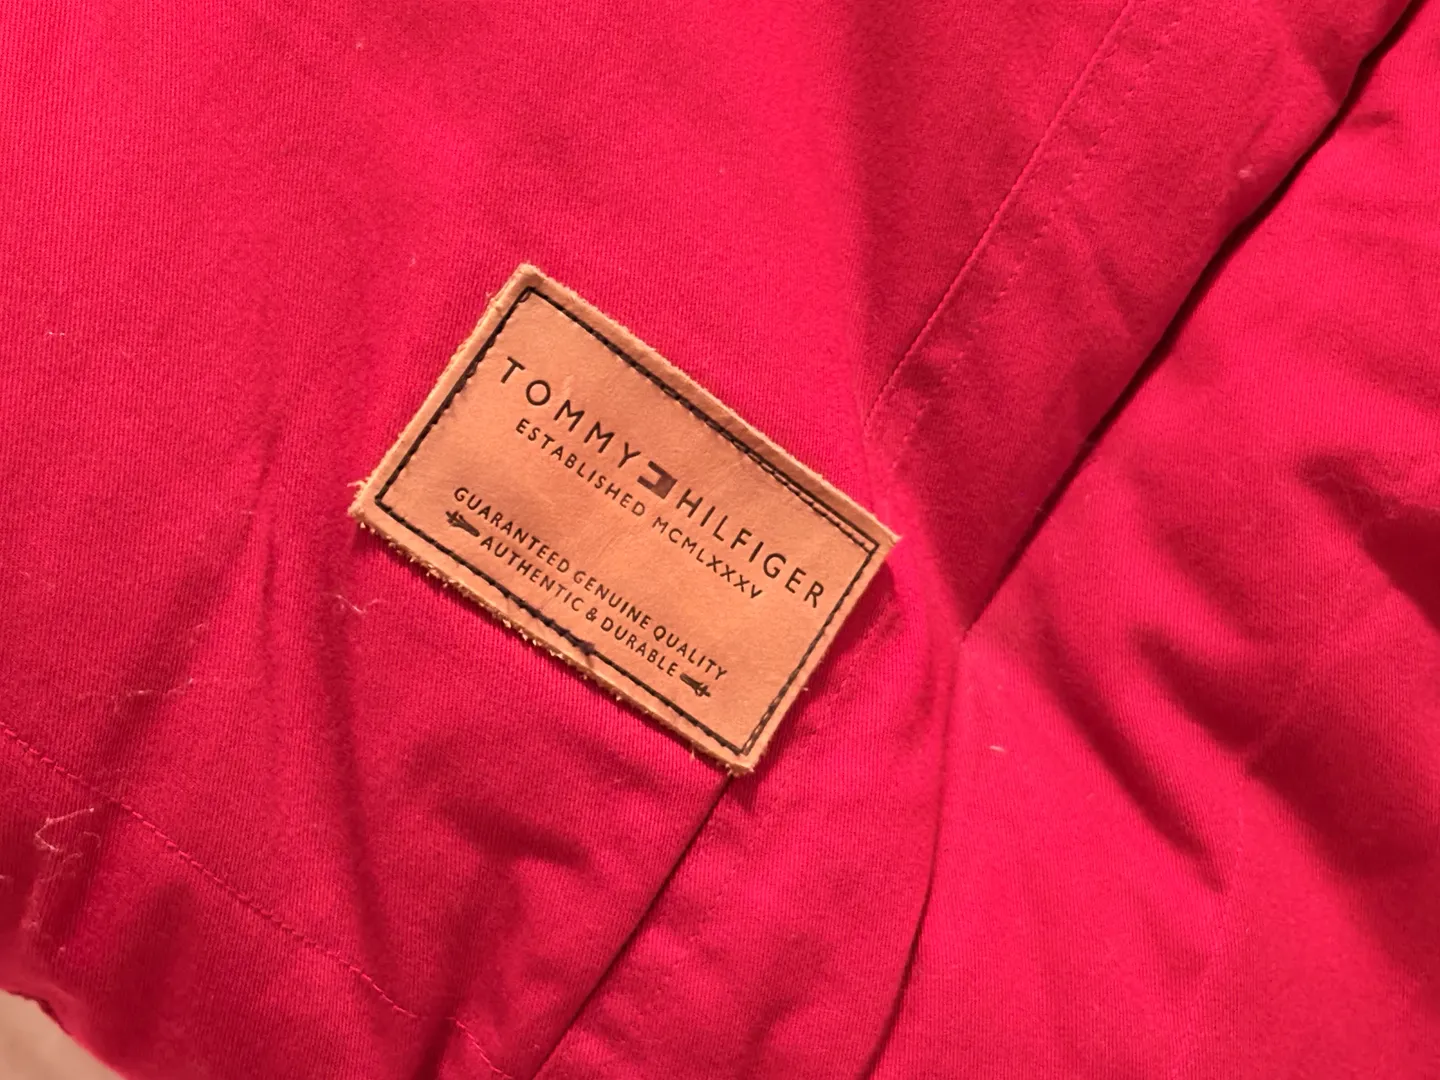 TOMMY HILFIGER
ESTABLISHED MCMLXXXV
GUARANTEED GENUINE QUALITY
AUTHENTIC & DURABLE